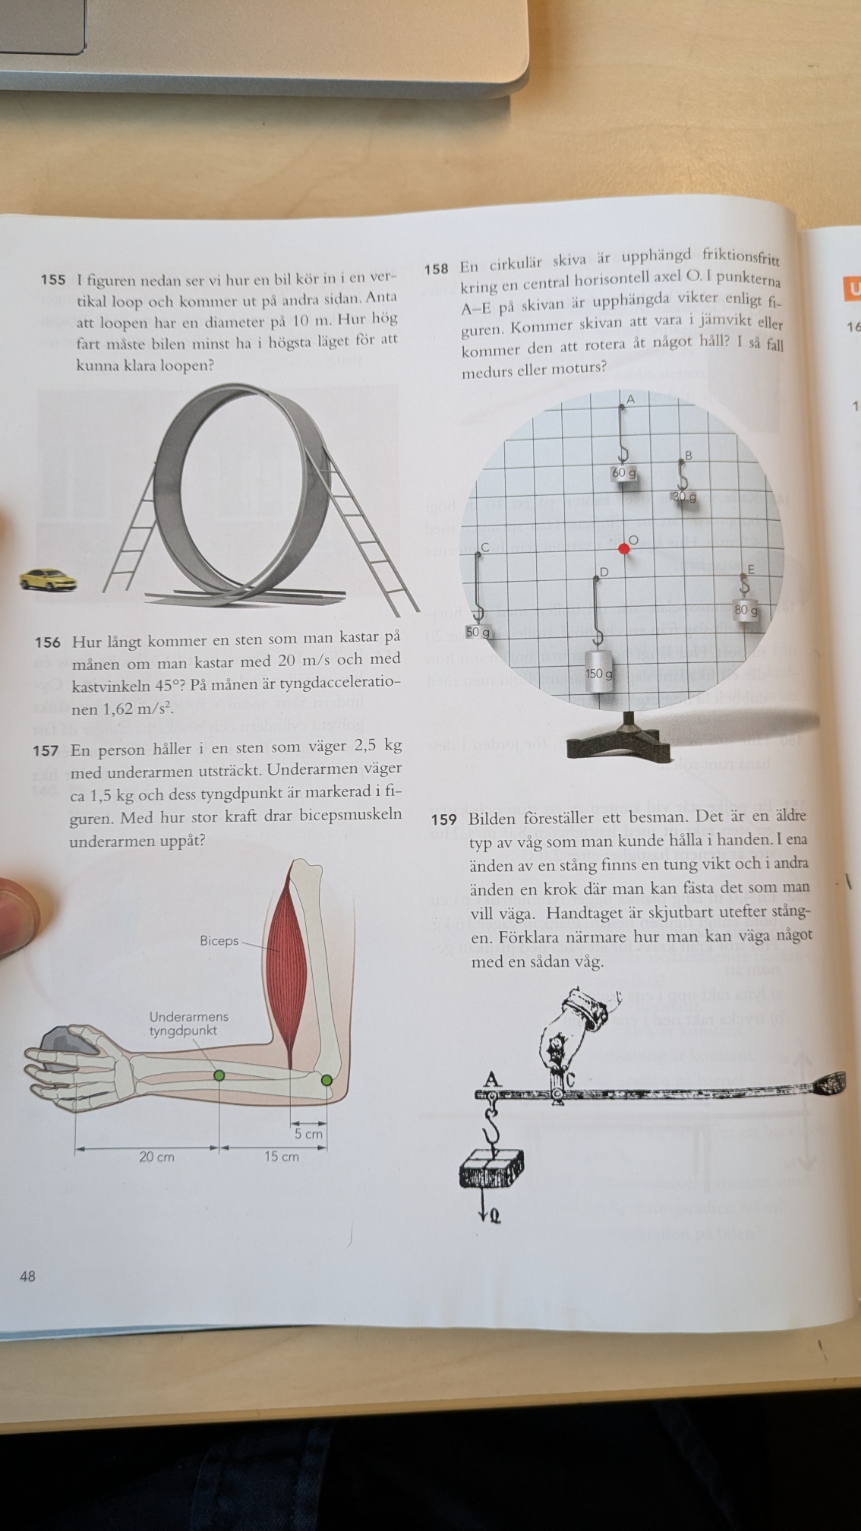 155 I figuren nedan ser vi hur en bil kör in i en ver-
tikal loop och kommer ut på andra sidan. Anta
att loopen har en diameter på 10 m. Hur hög
fart måste bilen minst ha i högsta läget för att
kunna klara loopen?
156 Hur långt kommer en sten som man kastar på
månen om man kastar med 20 m/s och med
kastvinkeln 45°? På månen är tyngdacceleratio-
nen 1,62 m/s².
157 En person håller i en sten som väger 2,5 kg
med underarmen utsträckt. Underarmen väger
ca 1,5 kg och dess tyngdpunkt är markerad i fi-
guren. Med hur stor kraft drar bicepsmuskeln
underarmen uppåt?
Biceps
Underarmens
tyngdpunkt
5 cm
20 cm
15 cm
48
158 En cirkulär skiva är upphängd friktionsfritt
kring en central horisontell axel O. I punkterna
A–E på skivan är upphängda vikter enligt fi-
guren. Kommer skivan att vara i jämvikt eller
kommer den att rotera åt något håll? I så fall
medurs eller moturs?
A
60 g
B
30 g
O
C
D
E
80 g
50 g
150 g
159 Bilden föreställer ett besman. Det är en äldre
typ av våg som man kunde hålla i handen. I ena
änden av en stång finns en tung vikt och i andra
änden en krok där man kan fästa det som man
vill väga. Handtaget är skjutbart utefter stång-
en. Förklara närmare hur man kan väga något
med en sådan våg.
A
C
Q
U
16
1